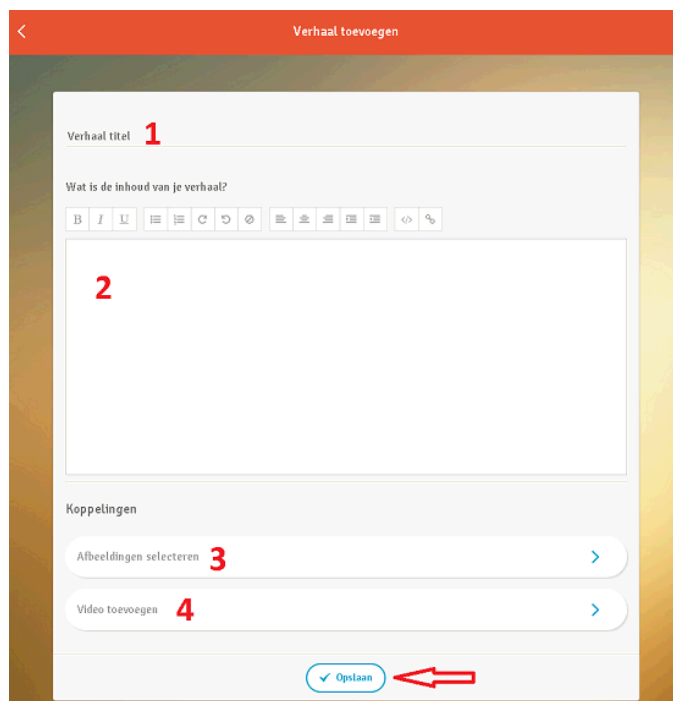 Verhaal toevoegen
Verhaal titel 1
Wat is de inhoud van je verhaal?
B I U
2
Koppelingen
Afbeeldingen selecteren 3
Video toevoegen 4
Opslaan